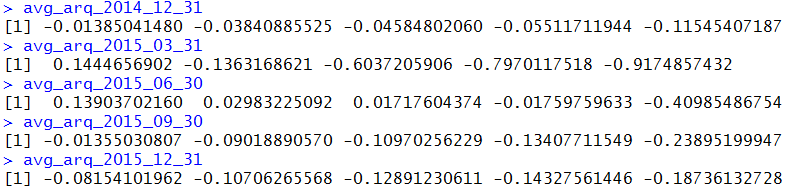 > avg_arq_2014_12_31
[1] -0.01385041480 -0.03840885525 -0.04584802060 -0.05511711944 -0.11545407187
> avg_arq_2015_03_31
[1]  0.1444656902 -0.1363168621 -0.6037205906 -0.7970117518 -0.9174857432
> avg_arq_2015_06_30
[1]  0.13903702160  0.02983225092  0.01717604374 -0.01759759633 -0.40985486754
> avg_arq_2015_09_30
[1] -0.01355030807 -0.09018890570 -0.10970256229 -0.13407711549 -0.23895199947
> avg_arq_2015_12_31
[1] -0.08154101962 -0.10706265568 -0.12891230611 -0.14327561446 -0.18736132728